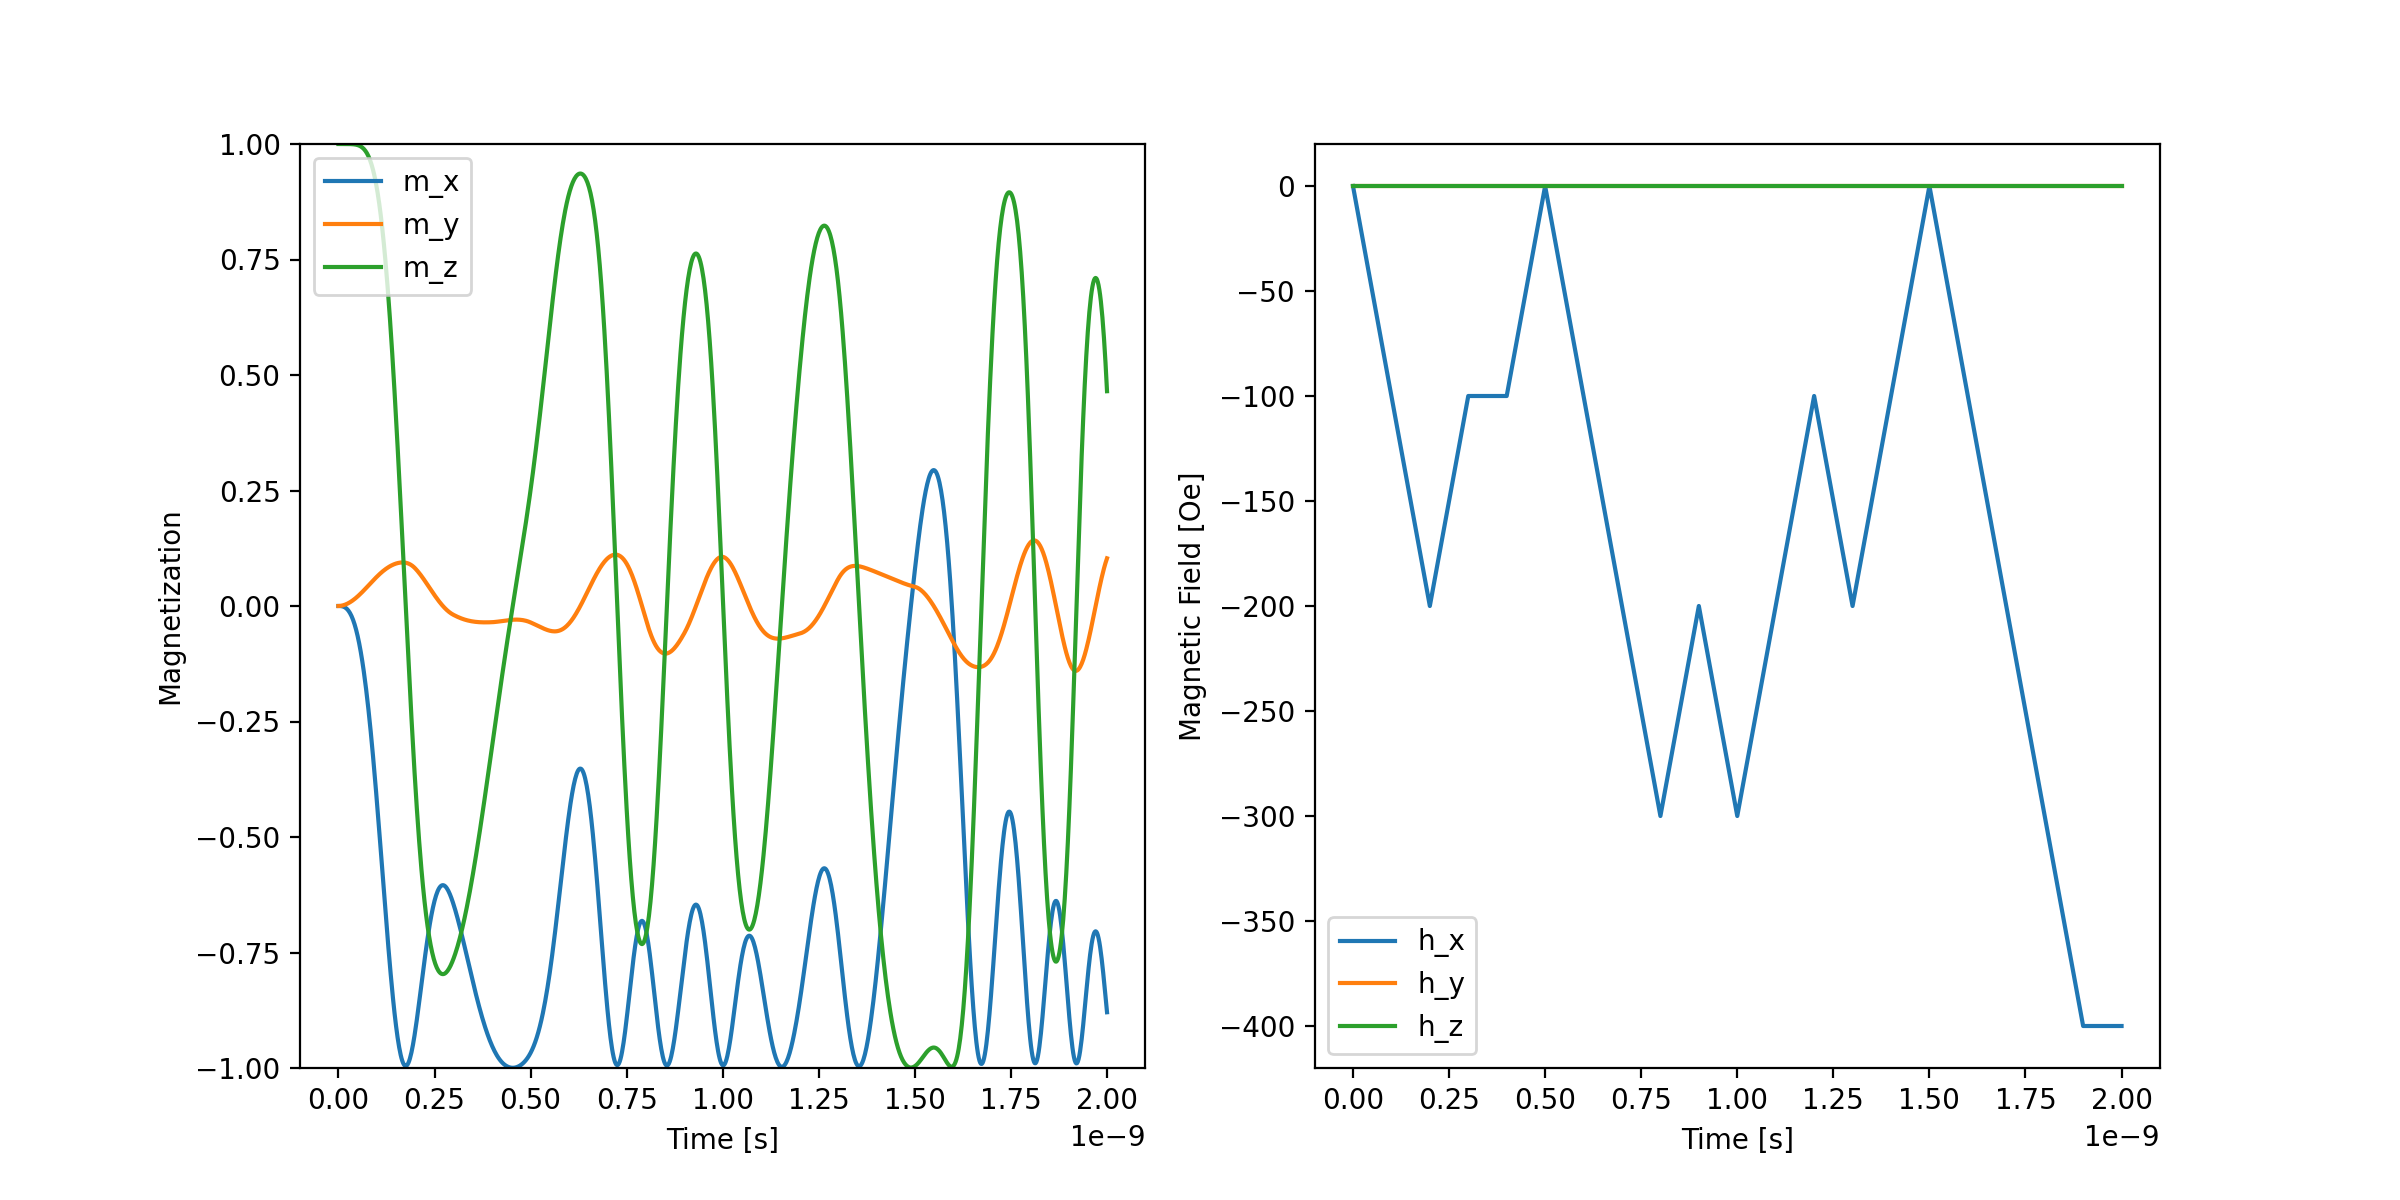 Magnetization
1.00
0.75
0.50
0.25
0.00
−0.25
−0.50
−0.75
−1.00
m_x
m_y
m_z
0.00 0.25 0.50 0.75 1.00 1.25 1.50 1.75 2.00
Time [s]
1e−9
Magnetic Field [Oe]
0
−50
−100
−150
−200
−250
−300
−350
−400
h_x
h_y
h_z
0.00 0.25 0.50 0.75 1.00 1.25 1.50 1.75 2.00
Time [s]
1e−9